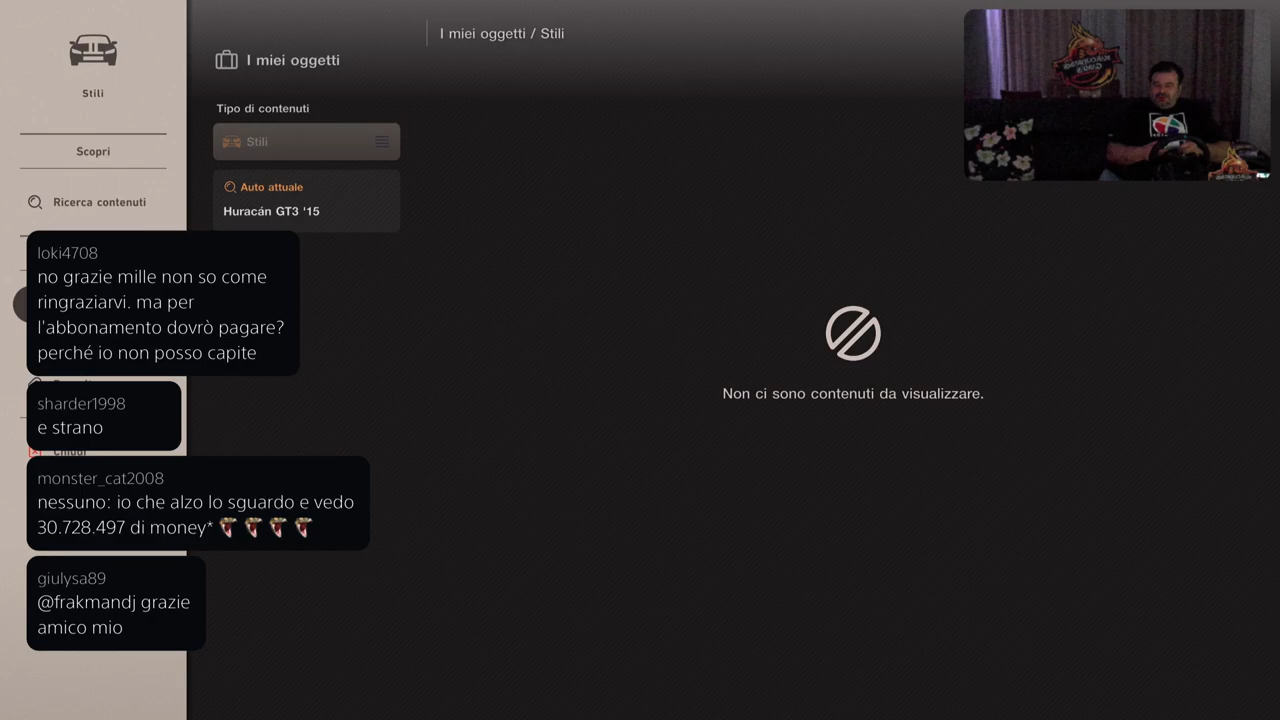 Stili
Scopri
Ricerca contenuti
I miei oggetti
I miei oggetti / Stili
Tipo di contenuti
Stili
Auto attuale
Huracán GT3 '15
Non ci sono contenuti da visualizzare.
loki4708
no grazie mille non so come
ringraziarvi. ma per
l'abbonamento dovrò pagare?
perché io non posso capite
sharder1998
e strano
monster_cat2008
nessuno: io che alzo lo sguardo e vedo
30.728.497 di money*
giulysa89
@frakmandj grazie
amico mio